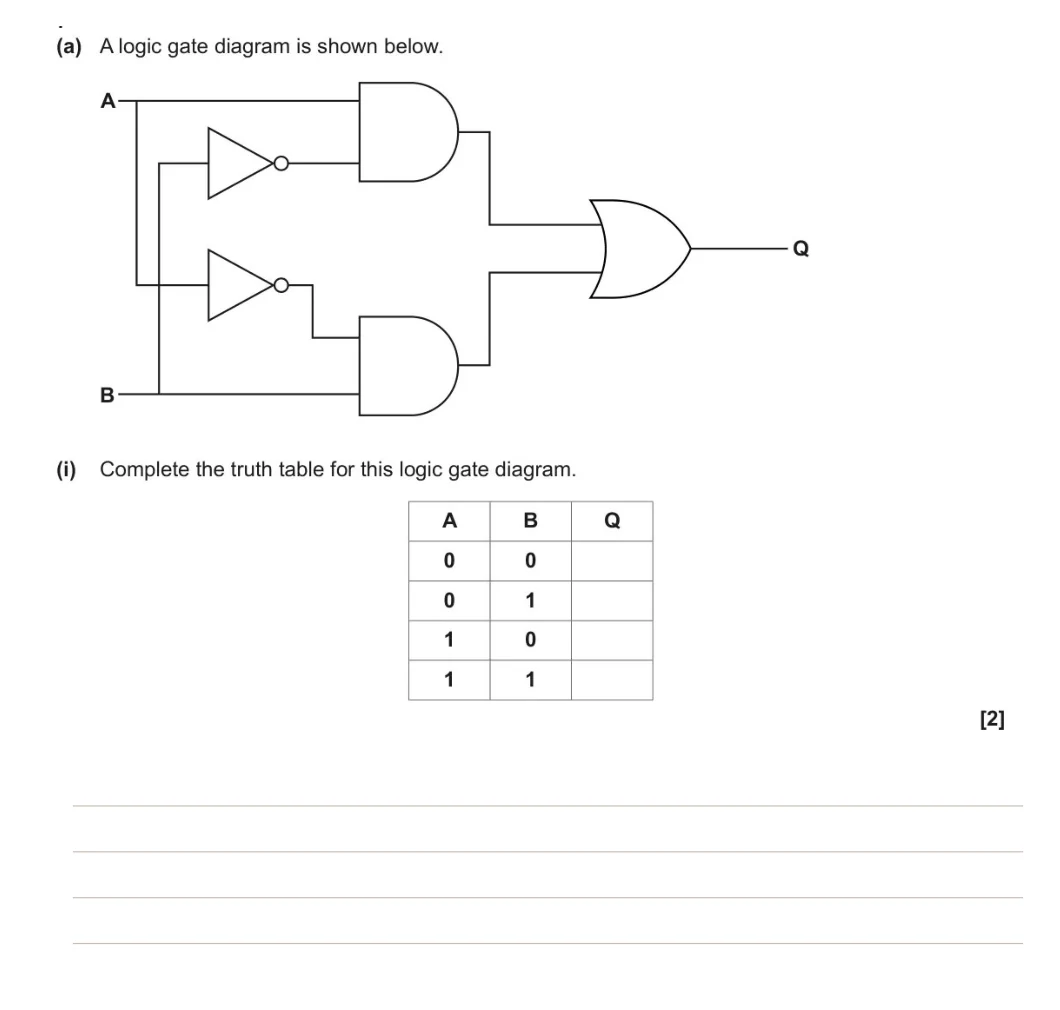 (a) A logic gate diagram is shown below.
A
Q
B
(i) Complete the truth table for this logic gate diagram.
A B Q
0 0
0 1
1 0
1 1
[2]